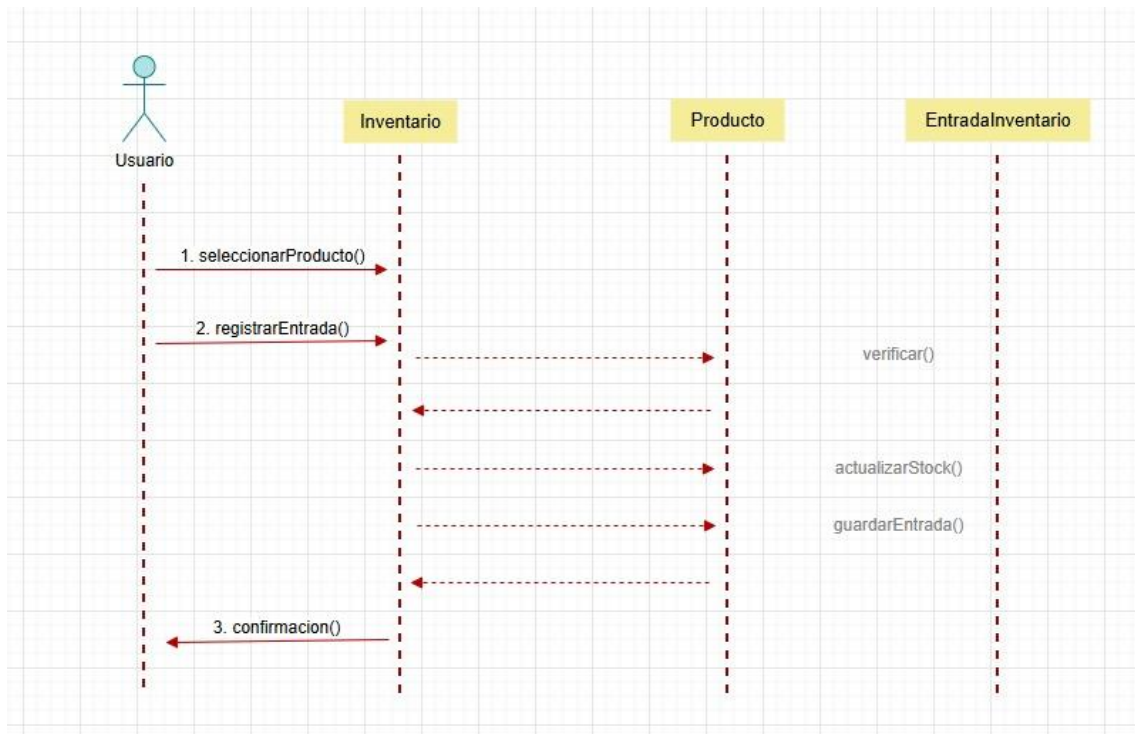 Inventario
Producto
EntradaInventario
Usuario
1. seleccionarProducto()
2. registrarEntrada()
verificar()
actualizarStock()
guardarEntrada()
3. confirmacion()